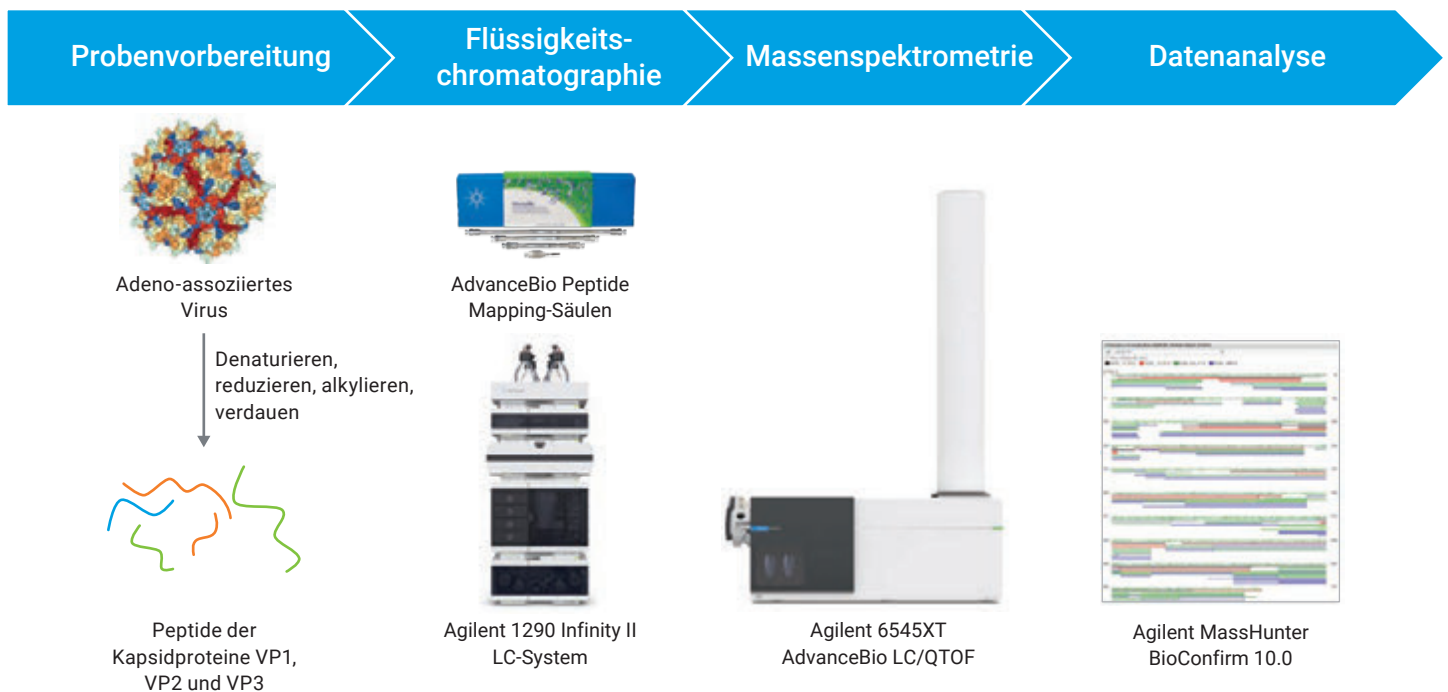 Probenvorbereitung
Flüssigkeits-
chromatographie
Massenspektrometrie
Datenanalyse
Adeno-assoziiertes
Virus
Denaturieren,
reduzieren, alkylieren,
verdauen
Peptide der
Kapsidproteine VP1,
VP2 und VP3
AdvanceBio Peptide
Mapping-Säulen
Agilent 1290 Infinity II
LC-System
Agilent 6545XT
AdvanceBio LC/QTOF
Agilent MassHunter
BioConfirm 10.0